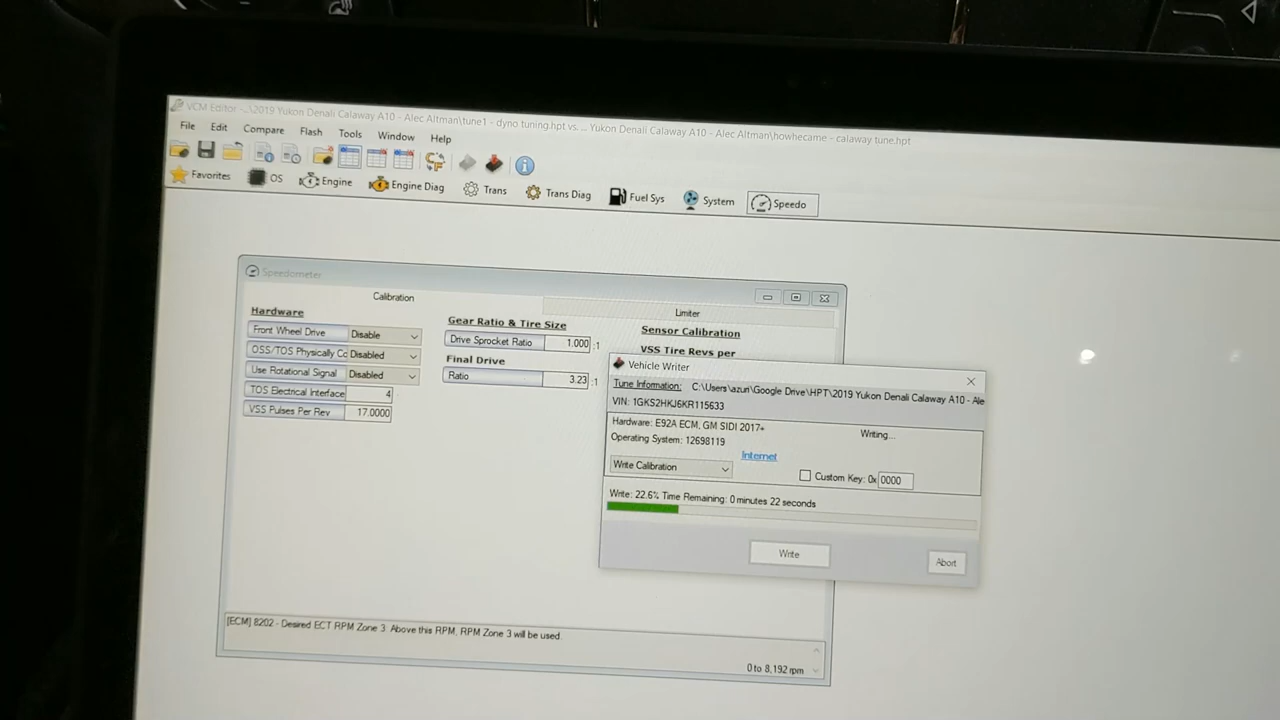 VCM Editor - ...\2019 Yukon Denali Calaway A10 - Alec Altman\tune1 - dyno tuning.hpt vs. ... Yukon Denali Calaway A10 - Alec Altman\howhecame - calaway tune.hpt
File Edit Compare Flash Tools Window Help
Favorites OS Engine Engine Diag Trans Trans Diag Fuel Sys System Speedo
Speedometer
Calibration Limiter
Hardware
Front Wheel Drive Disable
OSS/TOS Physically Cc Disabled
Use Rotational Signal Disabled
TOS Electrical Interface 4
VSS Pulses Per Rev 17.0000
Gear Ratio & Tire Size
Drive Sprocket Ratio 1.000 :1
Final Drive
Ratio 3.23 :1
Sensor Calibration
VSS Tire Revs per
Vehicle Writer
Tune Information: C:\Users\azuri\Google Drive\HPT\2019 Yukon Denali Calaway A10 - Ale
VIN: 1GKS2HKJ6KR115633
Hardware: E92A ECM, GM SIDI 2017+
Operating System: 12698119
Writing...
Internet
Write Calibration
Custom Key: 0x 0000
Write: 22.6% Time Remaining: 0 minutes 22 seconds
Write
Abort
[ECM] 8202 - Desired ECT RPM Zone 3: Above this RPM, RPM Zone 3 will be used.
0 to 8,192 rpm